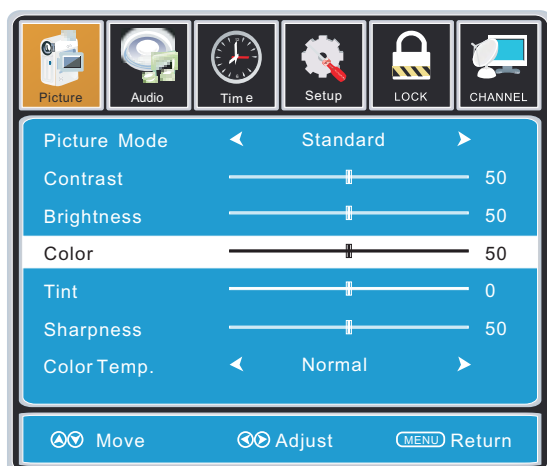 Picture Audio Time Setup LOCK CHANNEL
Picture Mode Standard
Contrast 50
Brightness 50
Color 50
Tint 0
Sharpness 50
Color Temp. Normal
Move Adjust MENU Return